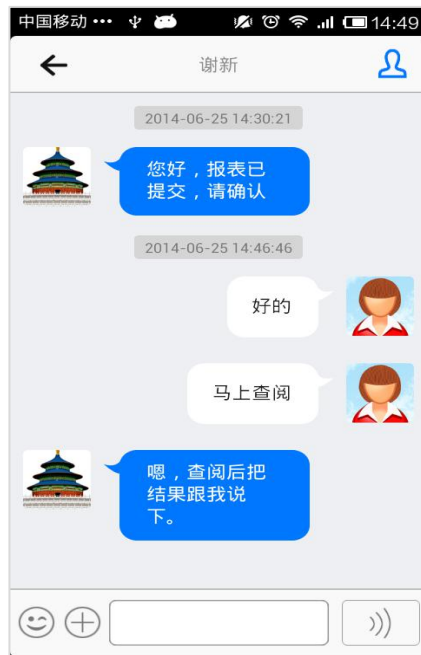 中国移动 ••• 14:49
谢新
2014-06-25 14:30:21
您好，报表已
提交，请确认
2014-06-25 14:46:46
好的
马上查阅
嗯，查阅后把
结果跟我说
下。